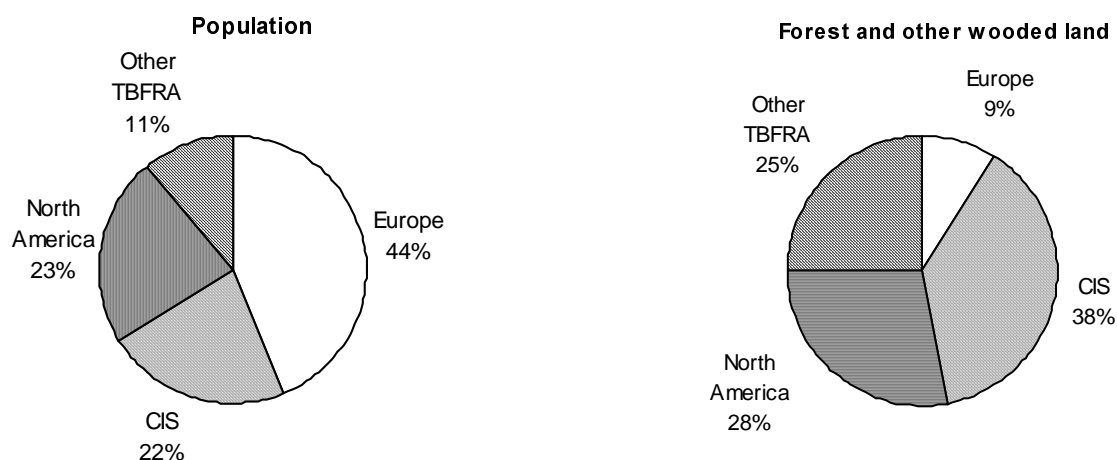 Population
Other
TBFRA
11%
North
America
23%
Europe
44%
CIS
22%
Forest and other wooded land
Europe
9%
Other
TBFRA
25%
CIS
38%
North
America
28%